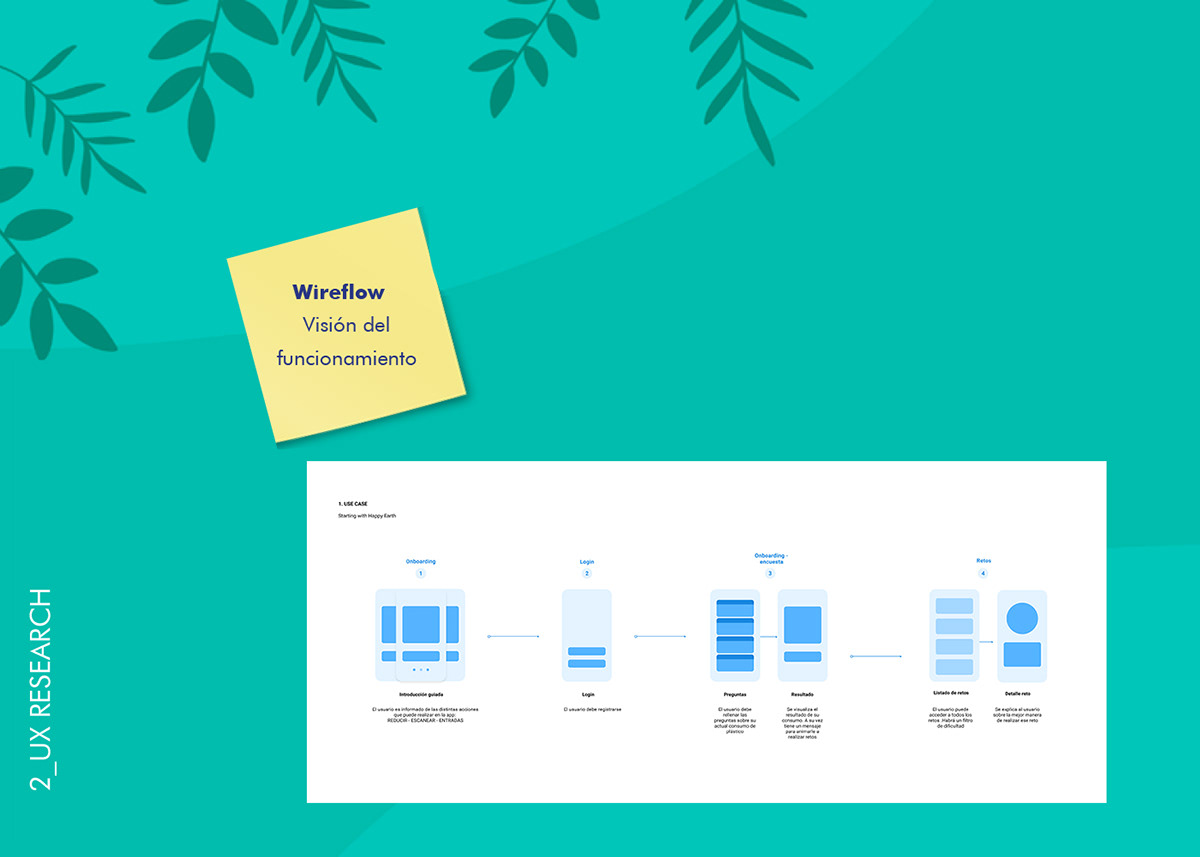 Wireflow
Visión del
funcionamiento
2_UX RESEARCH
1. USE CASE
Starting with Happy Earth
Onboarding
1
Introducción guiada
El usuario es informado de las distintas acciones
que puede realizar en la app:
REDUCIR - ESCANEAR - ENTRADAS
Login
2
Login
El usuario debe registrarse
Onboarding -
encuesta
3
Preguntas
El usuario debe
rellenar las
preguntas sobre su
actual consumo de
plástico
Resultado
Se visualiza el
resultado de su
consumo. A su vez
tiene un mensaje
para animarle a
realizar retos
Retos
4
Listado de retos
El usuario puede
acceder a todos los
retos .Habrá un filtro
de dificultad
Detalle reto
Se explica al usuario
sobre la mejor manera
de realizar ese reto